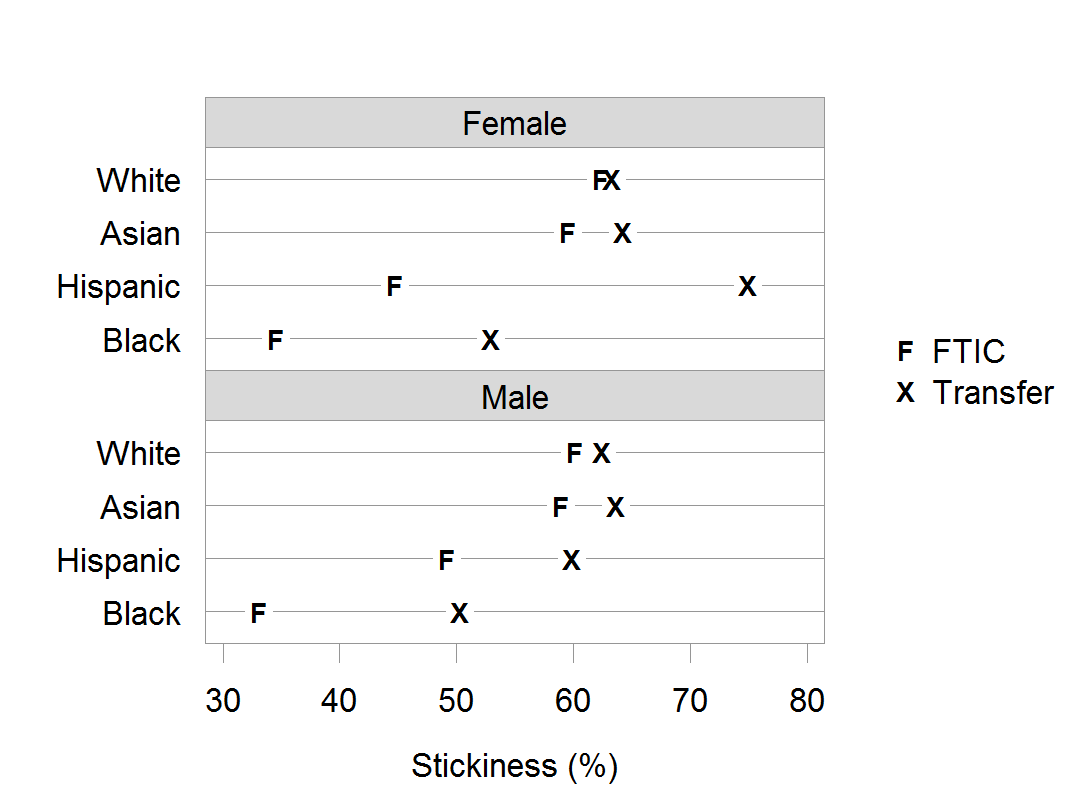 Female
White F X
Asian F X
Hispanic F X
Black F X
Male
White F X
Asian F X
Hispanic F X
Black F X
30 40 50 60 70 80
Stickiness (%)
F FTIC
X Transfer